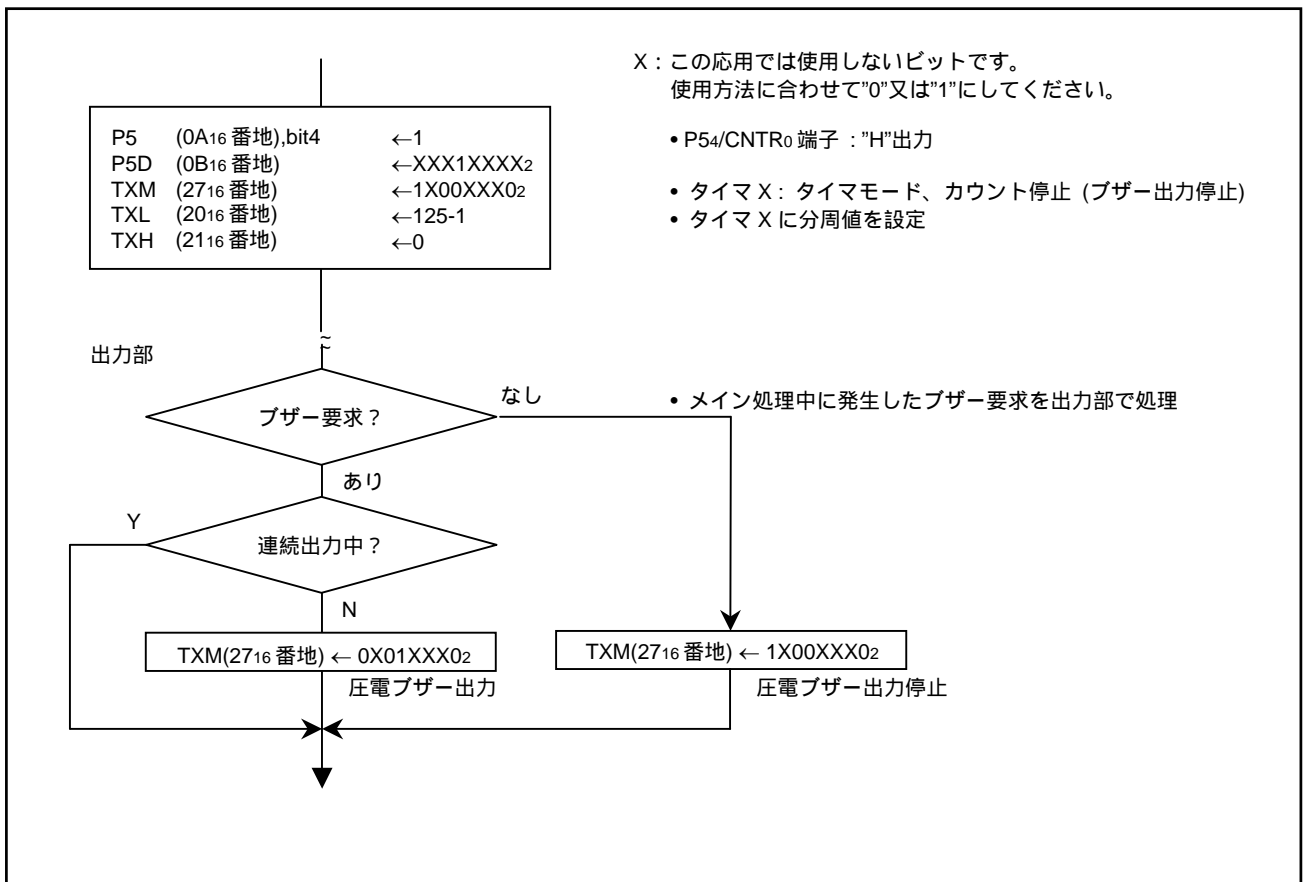 X：この応用では使用しないビットです。
使用方法に合わせて”0”又は”1”にしてください。
P5 (0A16 番地),bit4 ←1
P5D (0B16 番地) ←XXX1XXXX2
TXM (2716 番地) ←1X00XXX02
TXL (2016 番地) ←125-1
TXH (2116 番地) ←0
• P54/CNTR0 端子：”H”出力
• タイマ X：タイマモード、カウント停止 (ブザー出力停止)
• タイマ X に分周値を設定
~
出力部
ブザー要求？
なし
• メイン処理中に発生したブザー要求を出力部で処理
あり
Y
連続出力中？
N
TXM(2716 番地) ← 0X01XXX02
TXM(2716 番地) ← 1X00XXX02
圧電ブザー出力
圧電ブザー出力停止